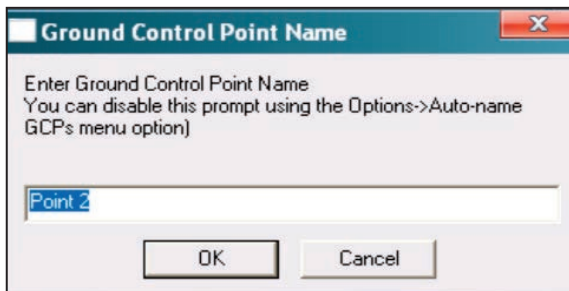 Ground Control Point Name
X
Enter Ground Control Point Name
You can disable this prompt using the Options->Auto-name
GCPs menu option)
Point 2
OK
Cancel